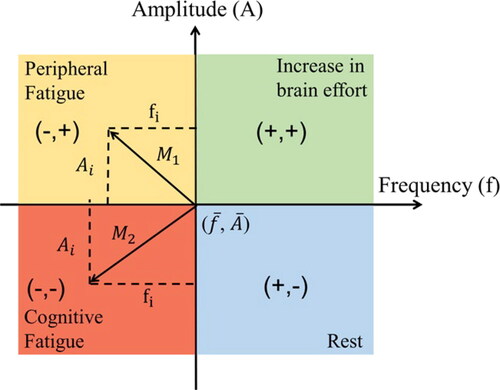 Amplitude (A)
Peripheral
Fatigue
Increase in
brain effort
(-,+)
fᵢ
(+,+)
Aᵢ
M₁
Frequency (f)
(f̄, Ā)
Aᵢ
M₂
(-,-)
fᵢ
(+,-)
Cognitive
Fatigue
Rest